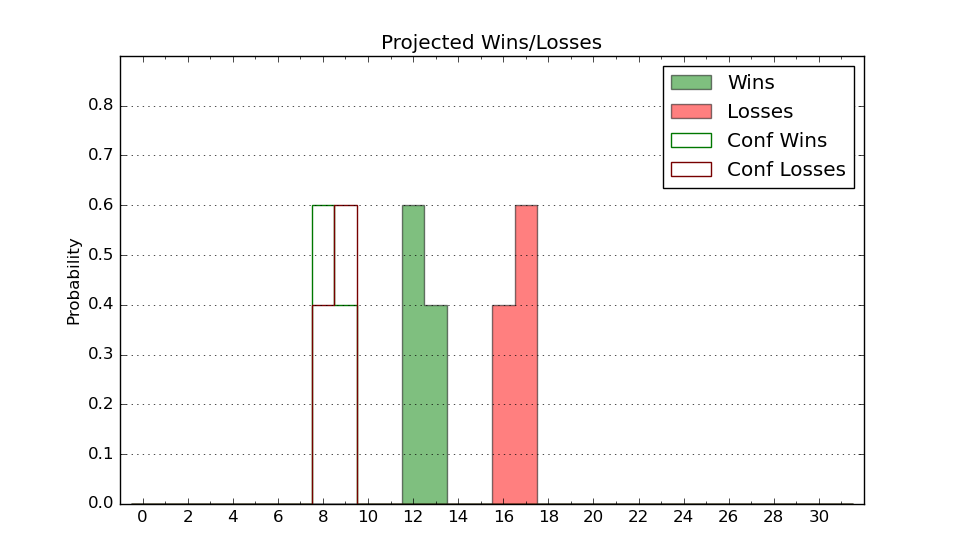 Projected Wins/Losses
Wins
Losses
Conf Wins
Conf Losses
Probability
0.8
0.7
0.6
0.5
0.4
0.3
0.2
0.1
0.0
0 2 4 6 8 10 12 14 16 18 20 22 24 26 28 30